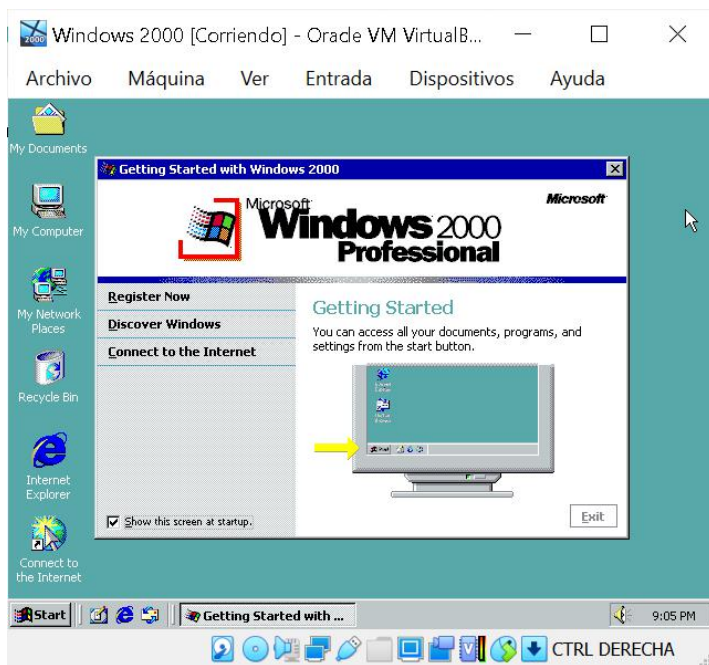 Windows 2000 [Corriendo] - Oracle VM VirtualB...
Archivo Máquina Ver Entrada Dispositivos Ayuda
My Documents
My Computer
My Network
Places
Recycle Bin
Internet
Explorer
Connect to
the Internet
Getting Started with Windows 2000
Microsoft
Windows 2000
Professional
Microsoft
Register Now
Discover Windows
Connect to the Internet
Show this screen at startup.
Getting Started
You can access all your documents, programs, and
settings from the start button.
Start
Exit
Start
Getting Started with ...
9:05 PM
CTRL DERECHA